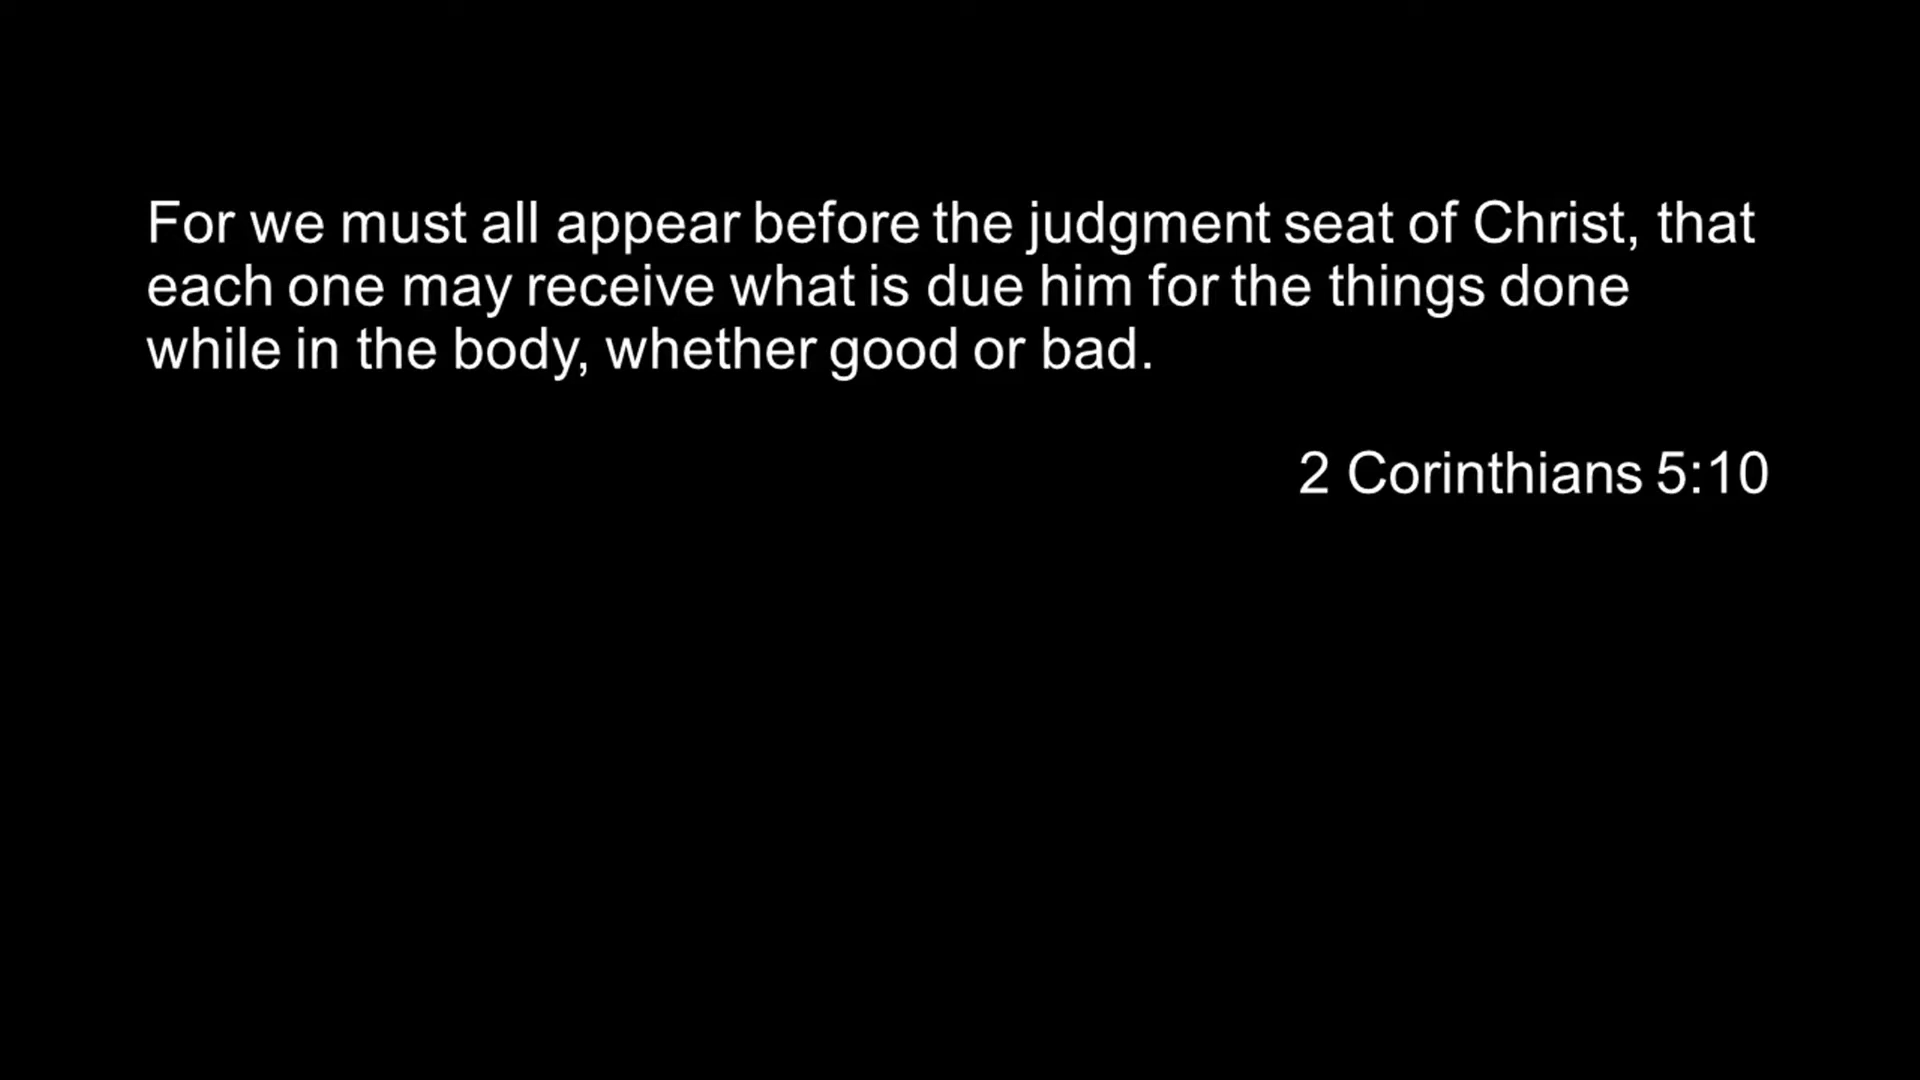 For we must all appear before the judgment seat of Christ, that
each one may receive what is due him for the things done
while in the body, whether good or bad.
2 Corinthians 5:10